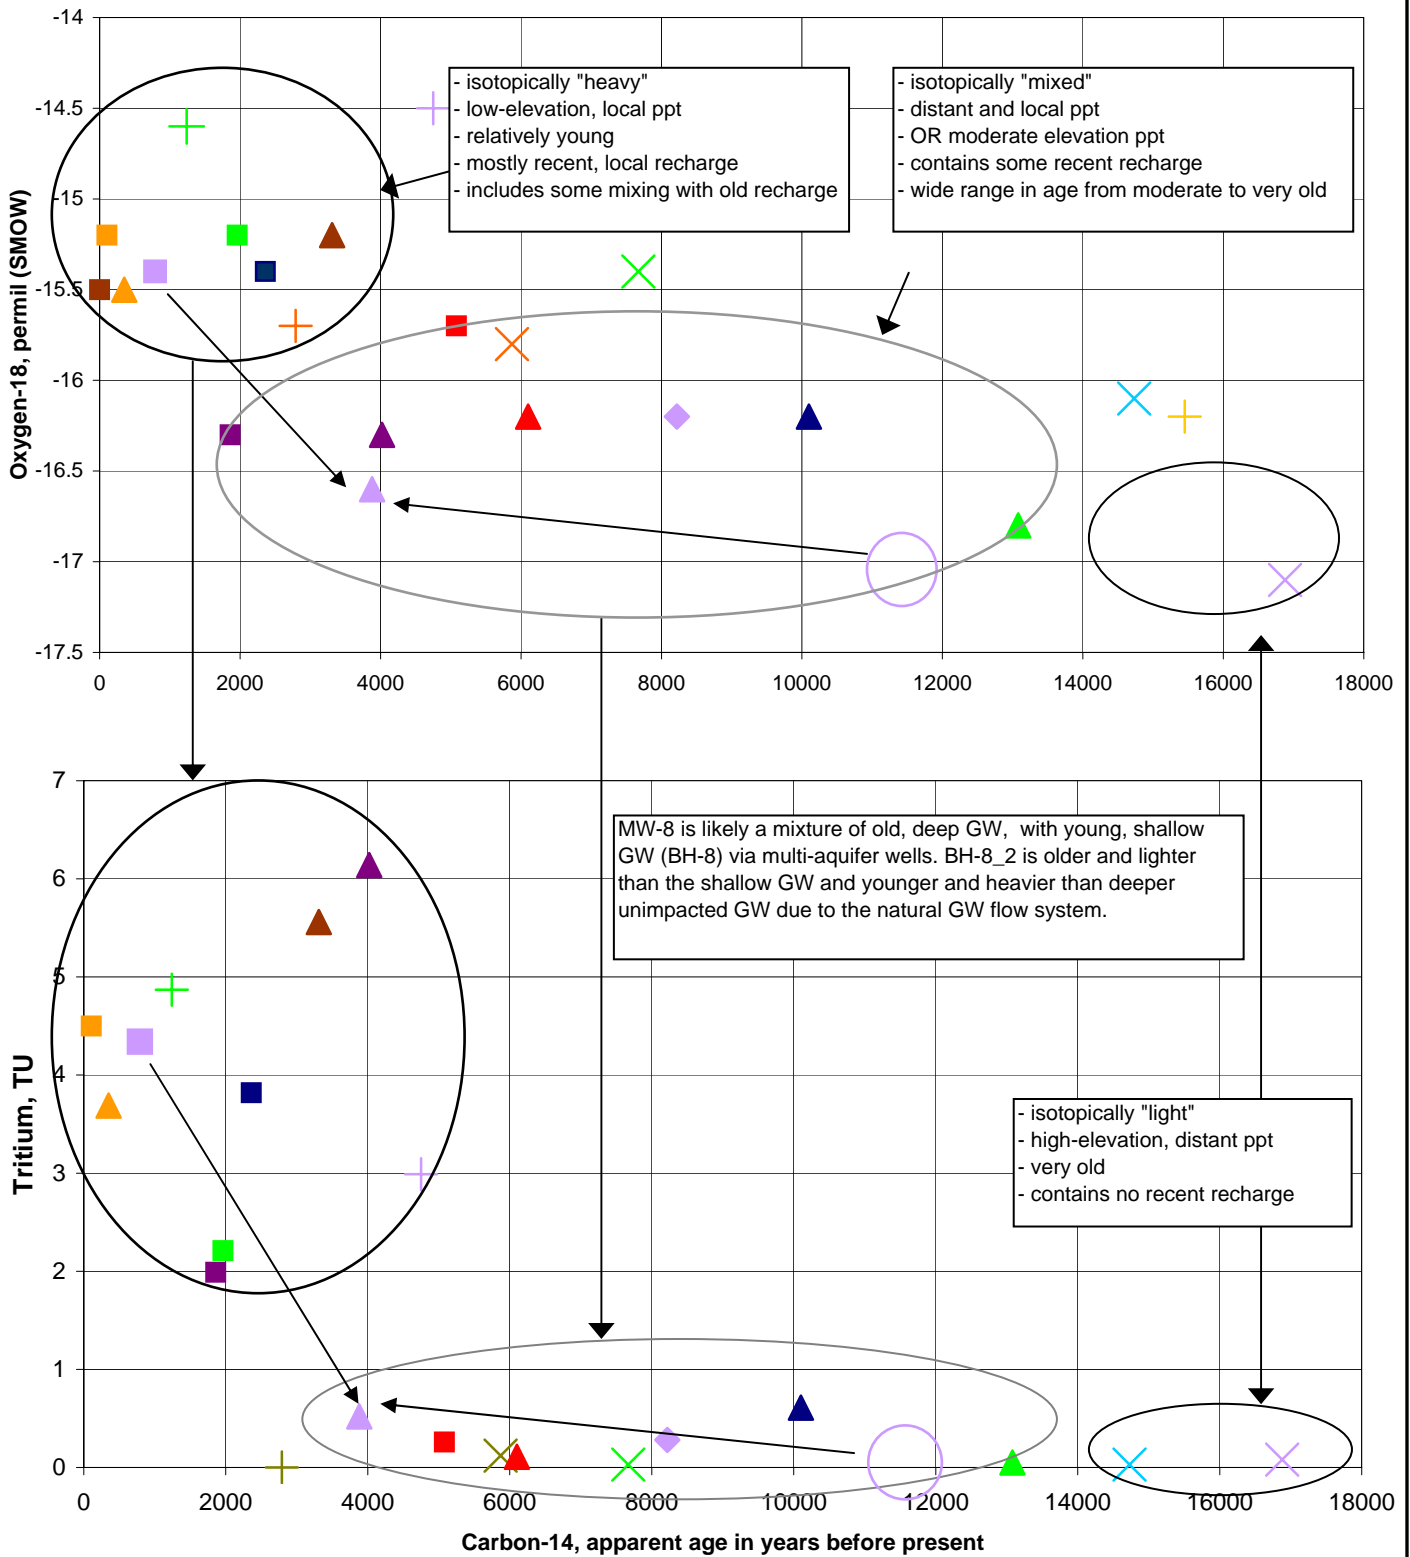 -14
-14.5
-15
-15.5
-16
-16.5
-17
-17.5
Oxygen-18, permil (SMOW)
- isotopically "heavy"
- low-elevation, local ppt
- relatively young
- mostly recent, local recharge
- includes some mixing with old recharge
- isotopically "mixed"
- distant and local ppt
- OR moderate elevation ppt
- contains some recent recharge
- wide range in age from moderate to very old
0 2000 4000 6000 8000 10000 12000 14000 16000 18000
7
6
5
4
3
2
1
0
Tritium, TU
MW-8 is likely a mixture of old, deep GW, with young, shallow
GW (BH-8) via multi-aquifer wells. BH-8_2 is older and lighter
than the shallow GW and younger and heavier than deeper
unimpacted GW due to the natural GW flow system.
- isotopically "light"
- high-elevation, distant ppt
- very old
- contains no recent recharge
0 2000 4000 6000 8000 10000 12000 14000 16000 18000
Carbon-14, apparent age in years before present